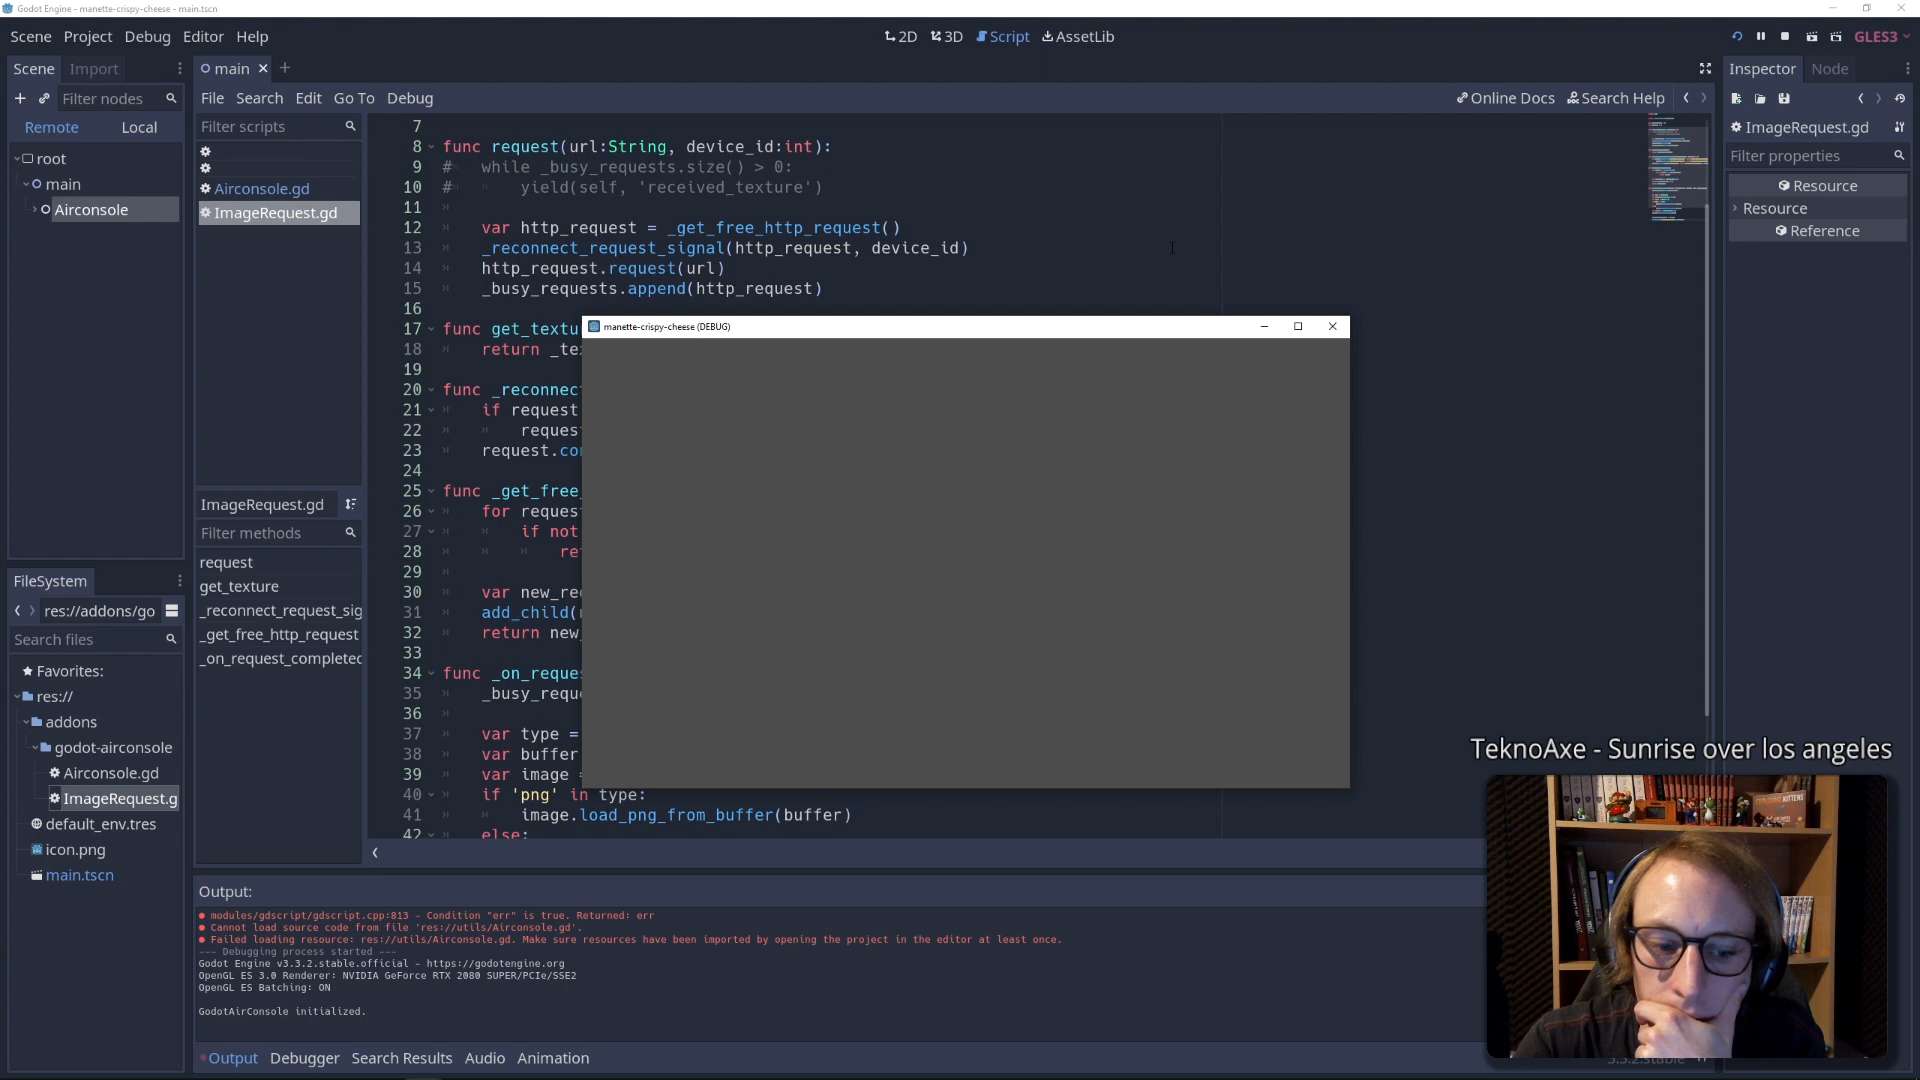 Godot Engine - manette-crispy-cheese - main.tscn
Scene Project Debug Editor Help
2D 3D Script AssetLib
GLES3
Scene Import
main
Inspector Node
Filter nodes
File Search Edit Go To Debug
Online Docs Search Help
Remote Local
Filter scripts
ImageRequest.gd
root
main
Airconsole
Airconsole.gd
ImageRequest.gd
Filter properties
Resource
Resource
Reference
7
8 func request(url:String, device_id:int):
9 # while _busy_requests.size() > 0:
10 # yield(self, 'received_texture')
11
12 var http_request = _get_free_http_request()
13 _reconnect_request_signal(http_request, device_id)
14 http_request.request(url)
15 _busy_requests.append(http_request)
16
17 func get_textu
18 return _te
19
20 func _reconnect
21 if request
22 reques
23 request.co
24
25 func _get_free_
26 for reques
27 if not
28 re
29
30 var new_re
31 add_child(
32 return new_
33
34 func _on_reque
35 _busy_requ
36
37 var type =
38 var buffer
39 var image
40 if 'png' in type:
41 image.load_png_from_buffer(buffer)
42 else:
manette-crispy-cheese (DEBUG)
ImageRequest.gd
Filter methods
request
get_texture
_reconnect_request_sig
_get_free_http_request
_on_request_completed
FileSystem
res://addons/go
Search files
Favorites:
res://
addons
godot-airconsole
Airconsole.gd
ImageRequest.g
default_env.tres
icon.png
main.tscn
TeknoAxe - Sunrise over los angeles
Output:
modules/gdscript/gdscript.cpp:813 - Condition "err" is true. Returned: err
Cannot load source code from file 'res://utils/Airconsole.gd'.
Failed loading resource: res://utils/Airconsole.gd. Make sure resources have been imported by opening the project in the editor at least once.
--- Debugging process started ---
Godot Engine v3.3.2.stable.official - https://godotengine.org
OpenGL ES 3.0 Renderer: NVIDIA GeForce RTX 2080 SUPER/PCIe/SSE2
OpenGL ES Batching: ON
GodotAirConsole initialized.
Output Debugger Search Results Audio Animation
3.3.2.stable